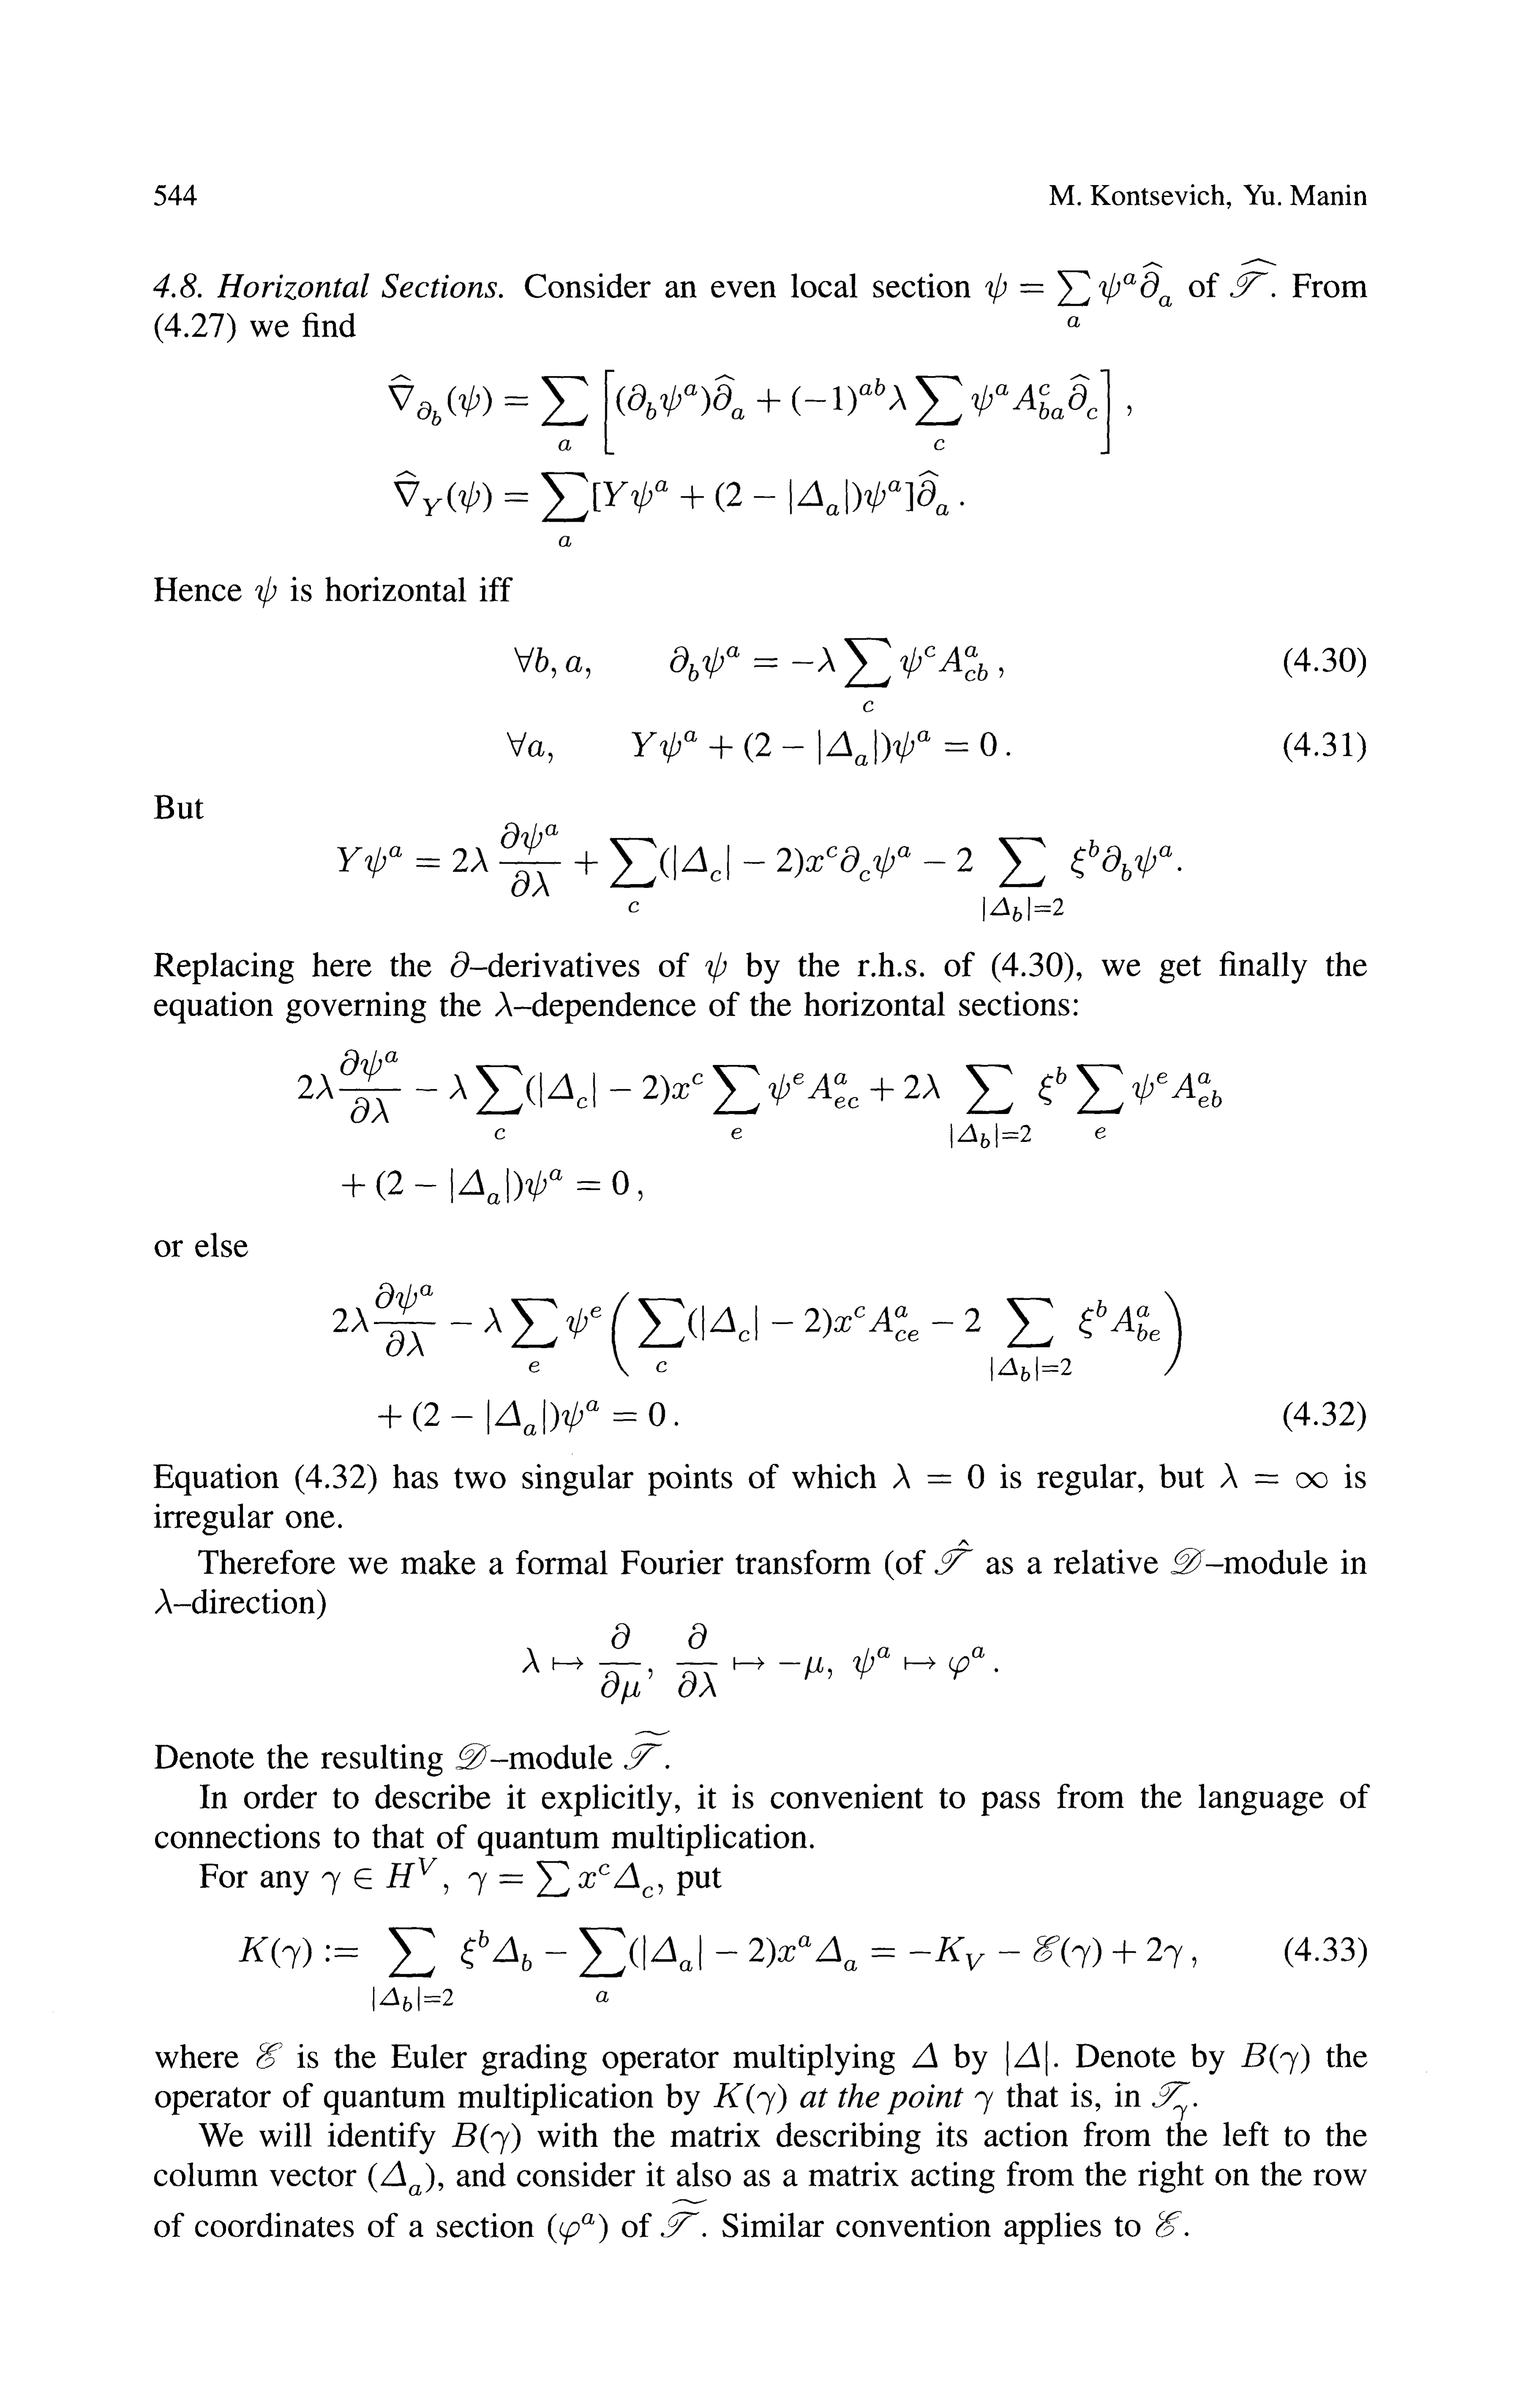 544 M. Kontsevich, Yu. Manin
4.8. Horizontal Sections. Consider an even local section $\psi = \sum_a \psi^a \widehat{\partial}_a$ of $\widehat{\mathscr{T}}$. From
(4.27) we find
$\widehat{\nabla}_{\partial_b}(\psi) = \sum_a \left[ (\partial_b \psi^a)\widehat{\partial}_a + (-1)^{ab} \lambda \sum_c \psi^a A_{ba}^c \widehat{\partial}_c \right],$
$\widehat{\nabla}_Y(\psi) = \sum_a [Y\psi^a + (2 - |\Delta_a|)\psi^a]\widehat{\partial}_a.$
Hence $\psi$ is horizontal iff
$\forall b, a, \quad \partial_b \psi^a = -\lambda \sum_c \psi^c A_{cb}^a,$ (4.30)
$\forall a, \quad Y\psi^a + (2 - |\Delta_a|)\psi^a = 0.$ (4.31)
But
$Y\psi^a = 2\lambda \frac{\partial \psi^a}{\partial \lambda} + \sum_c (|\Delta_c| - 2)x^c \partial_c \psi^a - 2 \sum_{|\Delta_b|=2} \xi^b \partial_b \psi^a.$
Replacing here the $\partial$–derivatives of $\psi$ by the r.h.s. of (4.30), we get finally the
equation governing the $\lambda$–dependence of the horizontal sections:
$2\lambda \frac{\partial \psi^a}{\partial \lambda} - \lambda \sum_c (|\Delta_c| - 2)x^c \sum_e \psi^e A_{ec}^a + 2\lambda \sum_{|\Delta_b|=2} \xi^b \sum_e \psi^e A_{eb}^a$
$+ (2 - |\Delta_a|)\psi^a = 0,$
or else
$2\lambda \frac{\partial \psi^a}{\partial \lambda} - \lambda \sum_e \psi^e \left( \sum_c (|\Delta_c| - 2)x^c A_{ce}^a - 2 \sum_{|\Delta_b|=2} \xi^b A_{be}^a \right)$
$+ (2 - |\Delta_a|)\psi^a = 0.$ (4.32)
Equation (4.32) has two singular points of which $\lambda = 0$ is regular, but $\lambda = \infty$ is
irregular one.
Therefore we make a formal Fourier transform (of $\widehat{\mathscr{T}}$ as a relative $\mathscr{D}$–module in
$\lambda$–direction)
$\lambda \mapsto \frac{\partial}{\partial \mu}, \ \frac{\partial}{\partial \lambda} \mapsto -\mu, \ \psi^a \mapsto \varphi^a.$
Denote the resulting $\mathscr{D}$–module $\widetilde{\mathscr{T}}$.
In order to describe it explicitly, it is convenient to pass from the language of
connections to that of quantum multiplication.
For any $\gamma \in H^V$, $\gamma = \sum x^c \Delta_c$, put
$K(\gamma) := \sum_{|\Delta_b|=2} \xi^b \Delta_b - \sum_a (|\Delta_a| - 2)x^a \Delta_a = -K_V - \mathscr{E}(\gamma) + 2\gamma,$ (4.33)
where $\mathscr{E}$ is the Euler grading operator multiplying $\Delta$ by $|\Delta|$. Denote by $B(\gamma)$ the
operator of quantum multiplication by $K(\gamma)$ at the point $\gamma$ that is, in $\mathscr{T}_\gamma$.
We will identify $B(\gamma)$ with the matrix describing its action from the left to the
column vector $(\Delta_a)$, and consider it also as a matrix acting from the right on the row
of coordinates of a section $(\varphi^a)$ of $\widetilde{\mathscr{T}}$. Similar convention applies to $\mathscr{E}$.